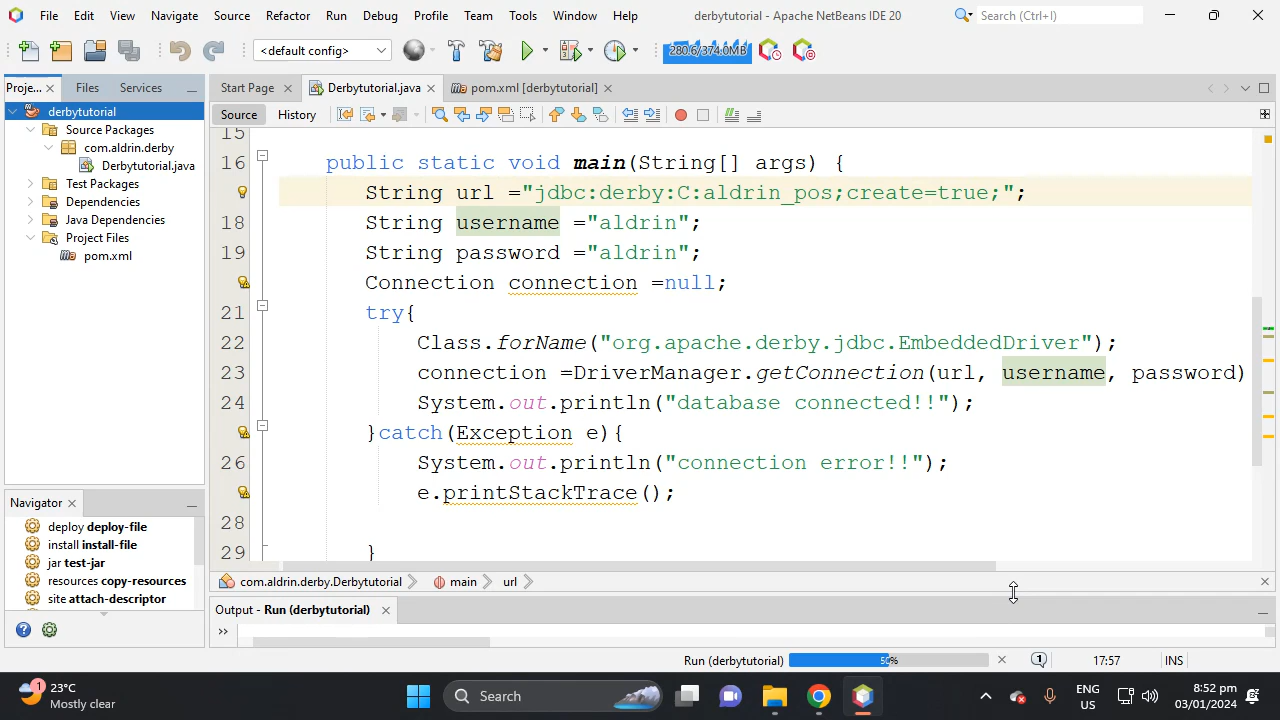 File Edit View Navigate Source Refactor Run Debug Profile Team Tools Window Help derbytutorial - Apache NetBeans IDE 20 Search (Ctrl+I)
<default config> 280.6/374.0MB
Proje... Files Services Start Page Derbytutorial.java pom.xml [derbytutorial]
derbytutorial
Source Packages
com.aldrin.derby
Derbytutorial.java
Test Packages
Dependencies
Java Dependencies
Project Files
pom.xml
Source History
15
16 public static void main(String[] args) {
String url ="jdbc:derby:C:aldrin_pos;create=true;";
18 String username ="aldrin";
19 String password ="aldrin";
Connection connection =null;
21 try{
22 Class.forName("org.apache.derby.jdbc.EmbeddedDriver");
23 connection =DriverManager.getConnection(url, username, password)
24 System.out.println("database connected!!");
}catch(Exception e){
26 System.out.println("connection error!!");
e.printStackTrace();
28
29 }
Navigator
deploy deploy-file
install install-file
jar test-jar
resources copy-resources
site attach-descriptor
com.aldrin.derby.Derbytutorial main url
Output - Run (derbytutorial)
Run (derbytutorial) 50% 1 17:57 INS
1 23°C
Mostly clear
Search
ENG
US
8:52 pm
03/01/2024